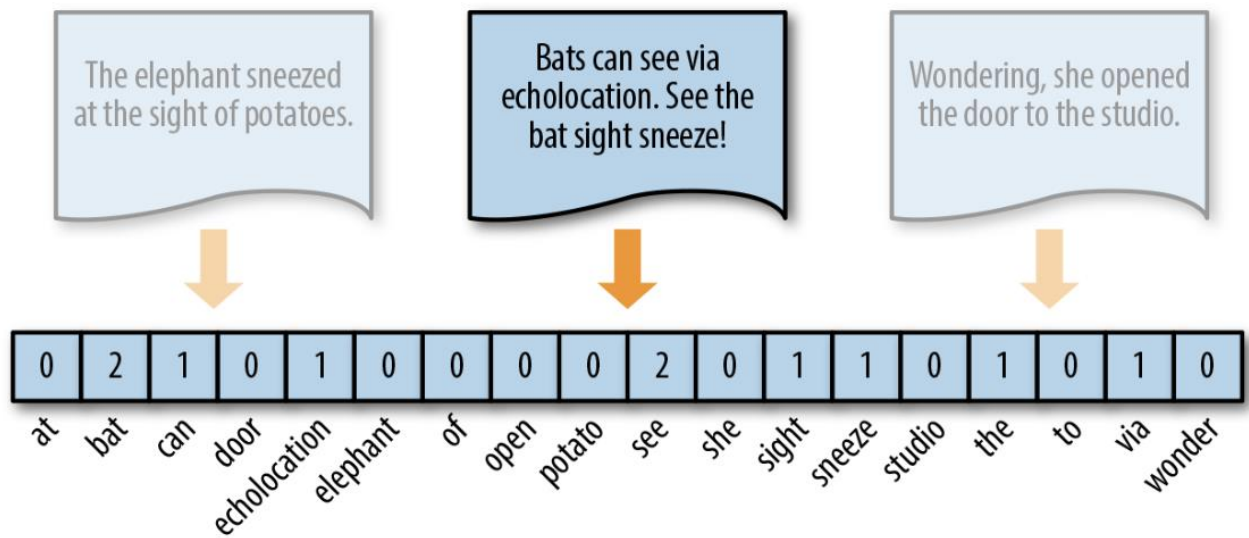 The elephant sneezed
at the sight of potatoes.
Bats can see via
echolocation. See the
bat sight sneeze!
Wondering, she opened
the door to the studio.
0 2 1 0 1 0 0 0 0 2 0 1 1 0 1 0 1 0
at bat can door echolocation elephant of open potato see she sight sneeze studio the to via wonder